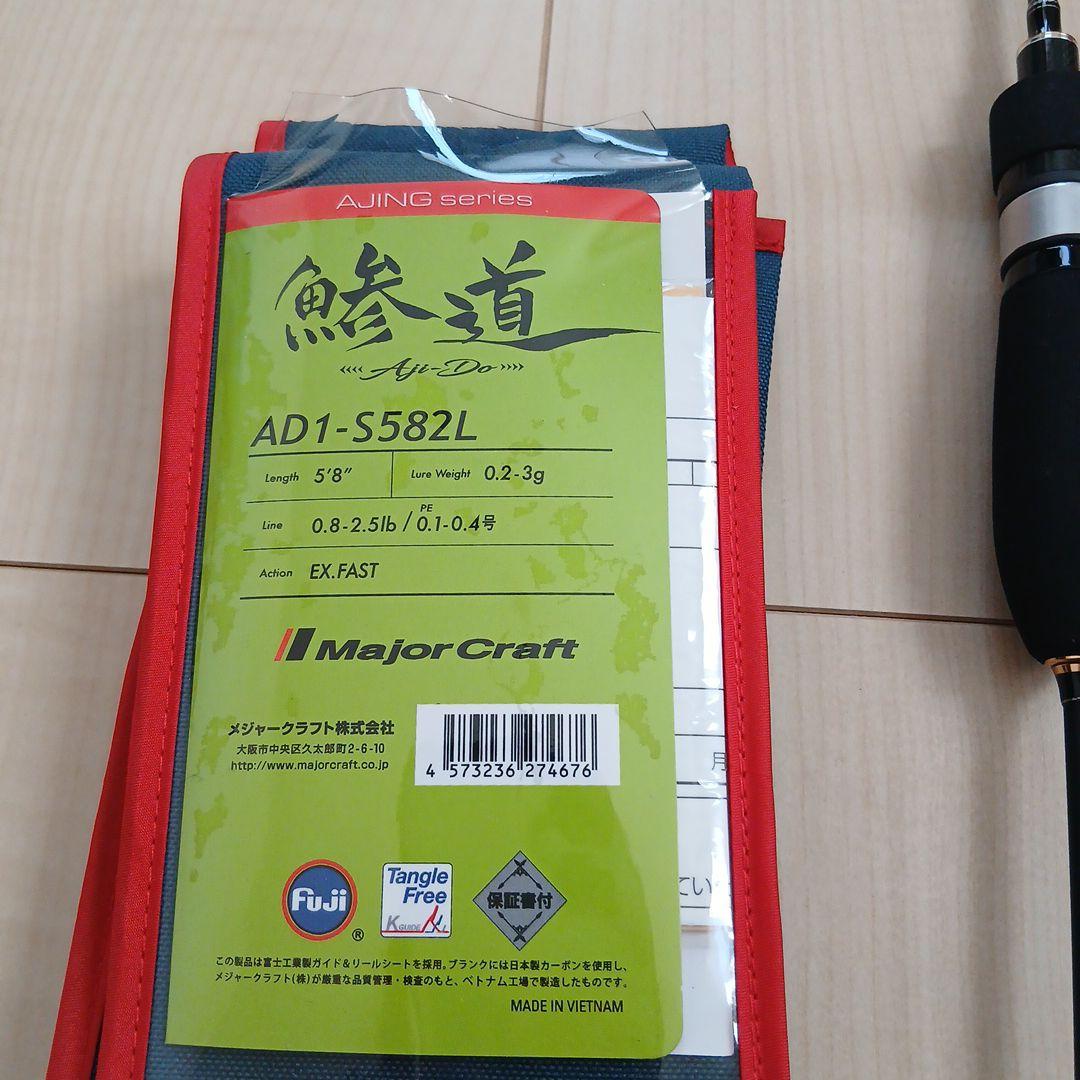 AJING series
鯵道
Aji-Do
AD1-S582L
Length 5'8" Lure Weight 0.2-3g
Line 0.8-2.5lb / PE 0.1-0.4号
Action EX.FAST
Major Craft
メジャークラフト株式会社
大阪市中央区久太郎町2-6-10
http://www.majorcraft.co.jp
4 573236 274676
Fuji ®
Tangle Free
K GUIDE
保証書付
この製品は富士工業製ガイド&リールシートを採用。ブランクには日本製カーボンを使用し、
メジャークラフト(株)が厳重な品質管理・検査のもと、ベトナム工場で製造したものです。
MADE IN VIETNAM
月
てい